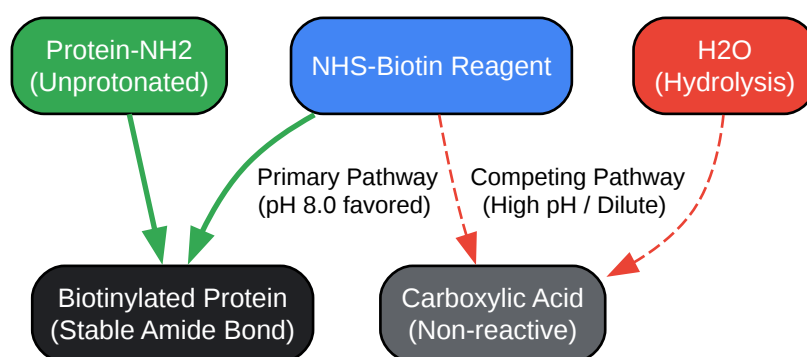 Protein-NH2
(Unprotonated)
NHS-Biotin Reagent
H2O
(Hydrolysis)
Primary Pathway
(pH 8.0 favored)
Competing Pathway
(High pH / Dilute)
Biotinylated Protein
(Stable Amide Bond)
Carboxylic Acid
(Non-reactive)